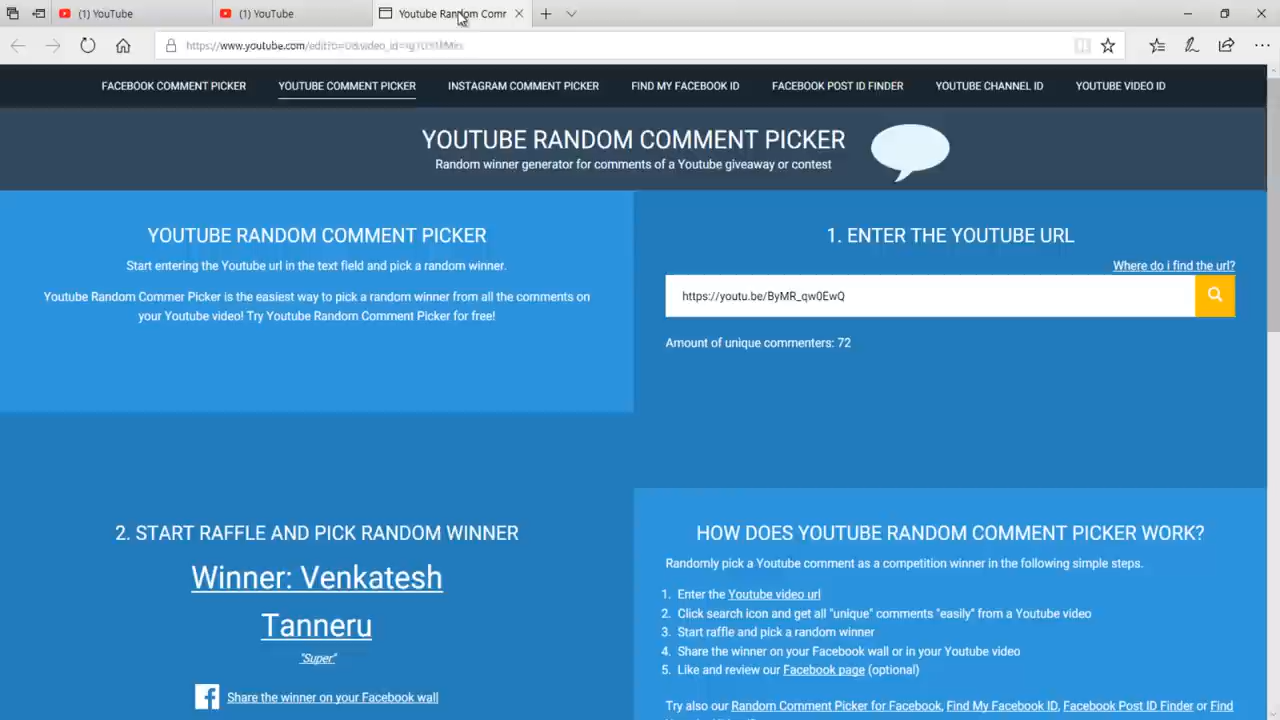 (1) YouTube
(1) YouTube
Youtube Random Comr
FACEBOOK COMMENT PICKER
YOUTUBE COMMENT PICKER
INSTAGRAM COMMENT PICKER
FIND MY FACEBOOK ID
FACEBOOK POST ID FINDER
YOUTUBE CHANNEL ID
YOUTUBE VIDEO ID
YOUTUBE RANDOM COMMENT PICKER
Random winner generator for comments of a Youtube giveaway or contest
YOUTUBE RANDOM COMMENT PICKER
Start entering the Youtube url in the text field and pick a random winner.
Youtube Random Commer Picker is the easiest way to pick a random winner from all the comments on
your Youtube video! Try Youtube Random Comment Picker for free!
1. ENTER THE YOUTUBE URL
Where do i find the url?
https://youtu.be/ByMR_qw0EwQ
Amount of unique commenters: 72
2. START RAFFLE AND PICK RANDOM WINNER
Winner: Venkatesh
Tanneru
"Super"
Share the winner on your Facebook wall
HOW DOES YOUTUBE RANDOM COMMENT PICKER WORK?
Randomly pick a Youtube comment as a competition winner in the following simple steps.
1. Enter the Youtube video url
2. Click search icon and get all "unique" comments "easily" from a Youtube video
3. Start raffle and pick a random winner
4. Share the winner on your Facebook wall or in your Youtube video
5. Like and review our Facebook page (optional)
Try also our Random Comment Picker for Facebook, Find My Facebook ID, Facebook Post ID Finder or Find